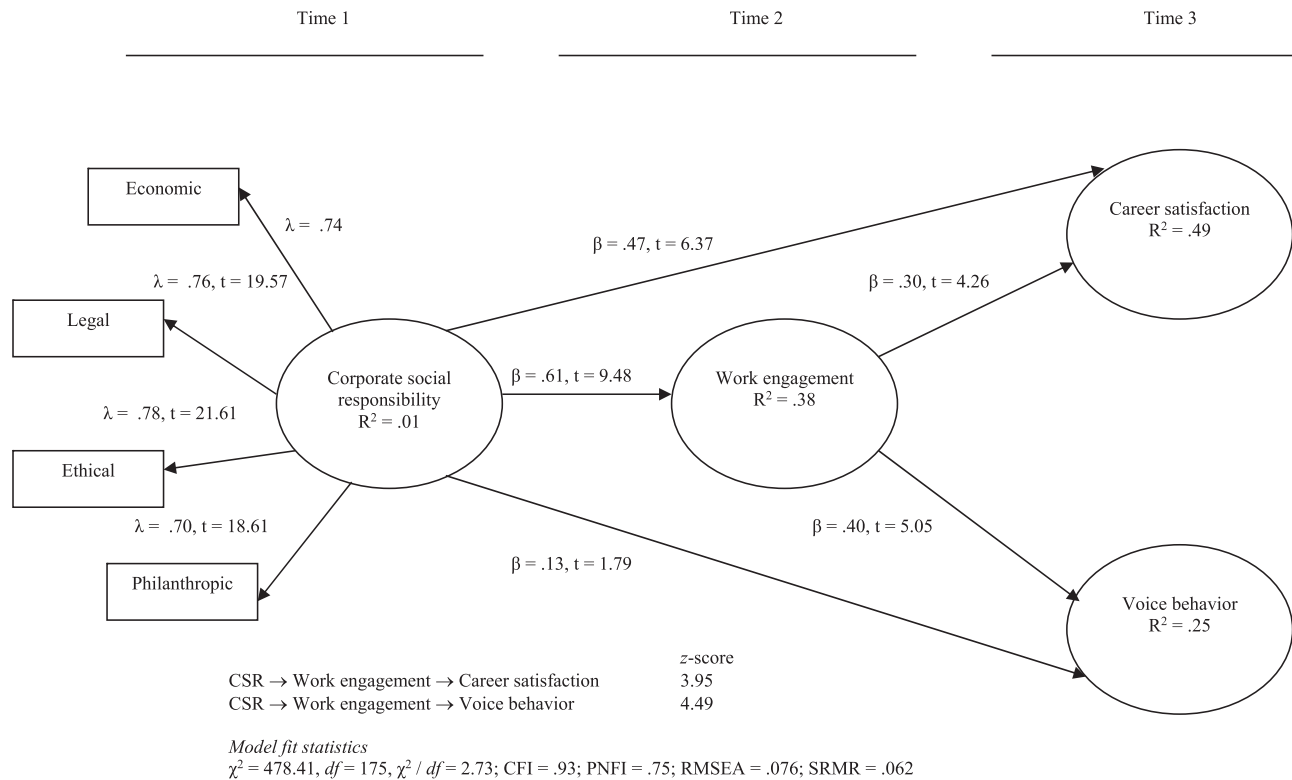 Time 1
Time 2
Time 3
Economic
λ = .74
Career satisfaction
R² = .49
β = .47, t = 6.37
λ = .76, t = 19.57
β = .30, t = 4.26
Legal
Corporate social
responsibility
R² = .01
β = .61, t = 9.48
Work engagement
R² = .38
λ = .78, t = 21.61
Ethical
λ = .70, t = 18.61
β = .40, t = 5.05
β = .13, t = 1.79
Philanthropic
Voice behavior
R² = .25
z-score
CSR → Work engagement → Career satisfaction 3.95
CSR → Work engagement → Voice behavior 4.49
Model fit statistics
χ² = 478.41, df = 175, χ² / df = 2.73; CFI = .93; PNFI = .75; RMSEA = .076; SRMR = .062